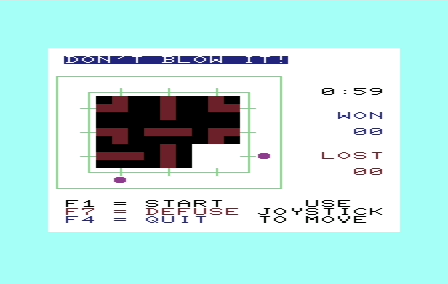 DON'T BLOW IT!
0:59
WON
00
LOST
00
F1 = START USE
F7 = DEFUSE JOYSTICK
F4 = QUIT TO MOVE